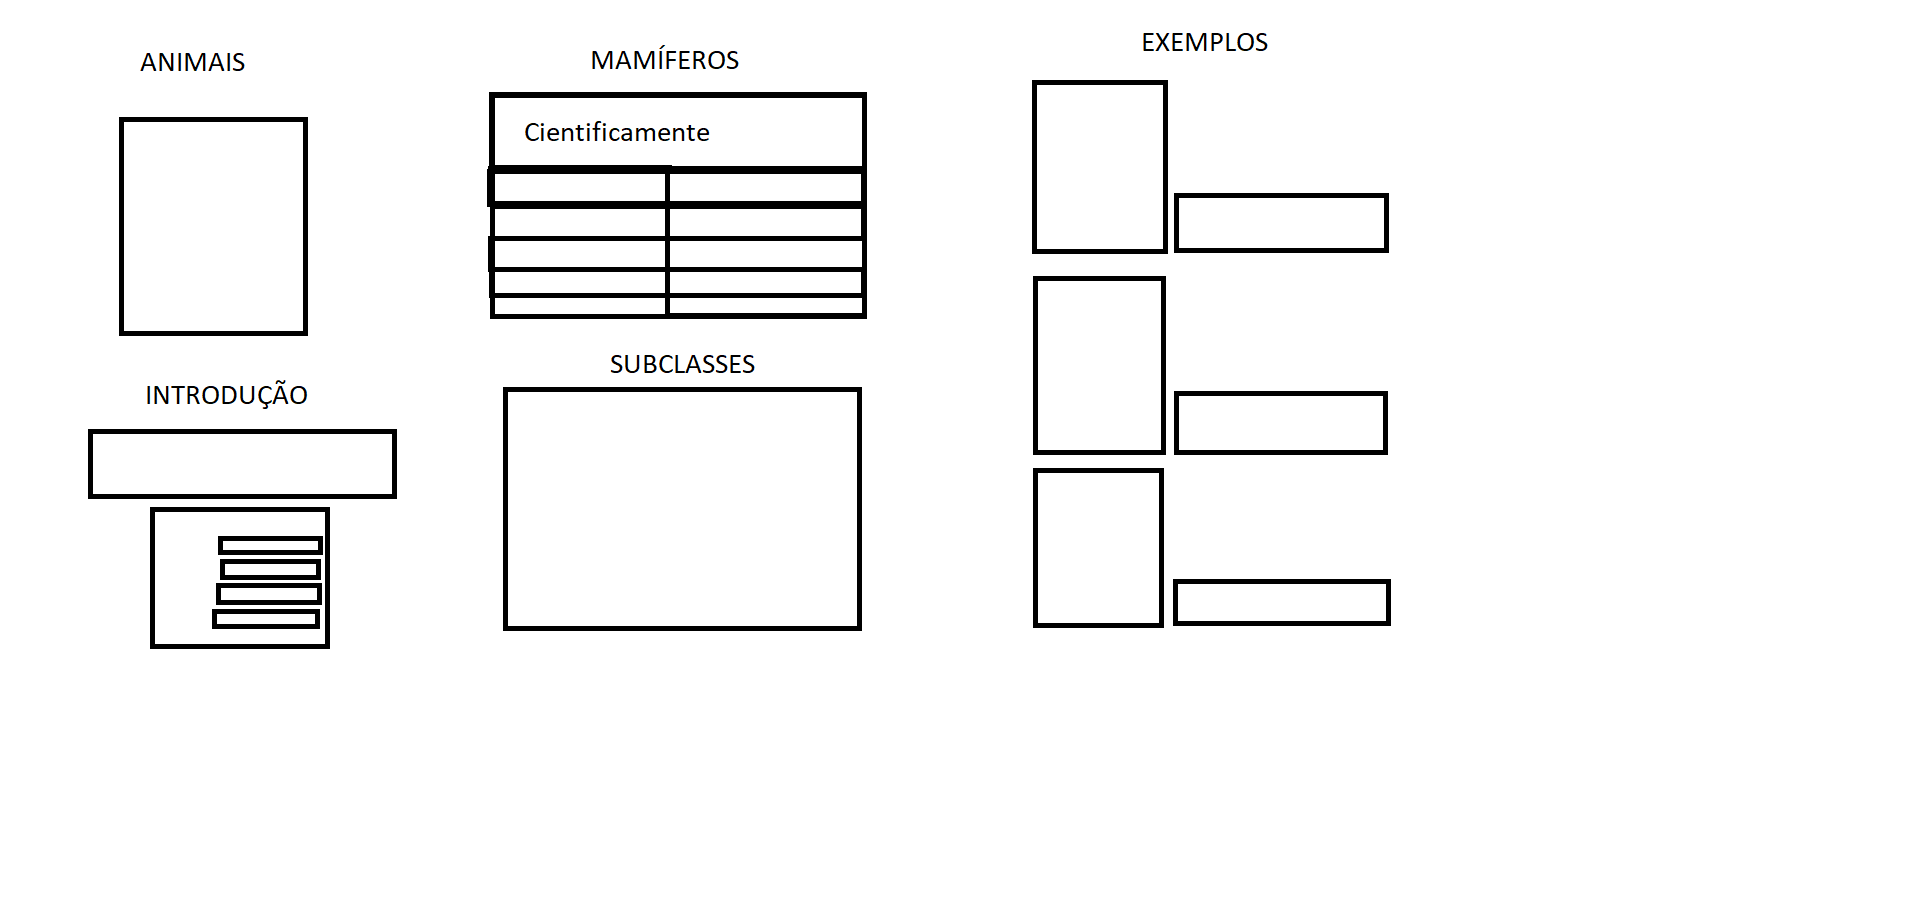 ANIMAIS
INTRODUÇÃO
MAMÍFEROS
Cientificamente
SUBCLASSES
EXEMPLOS